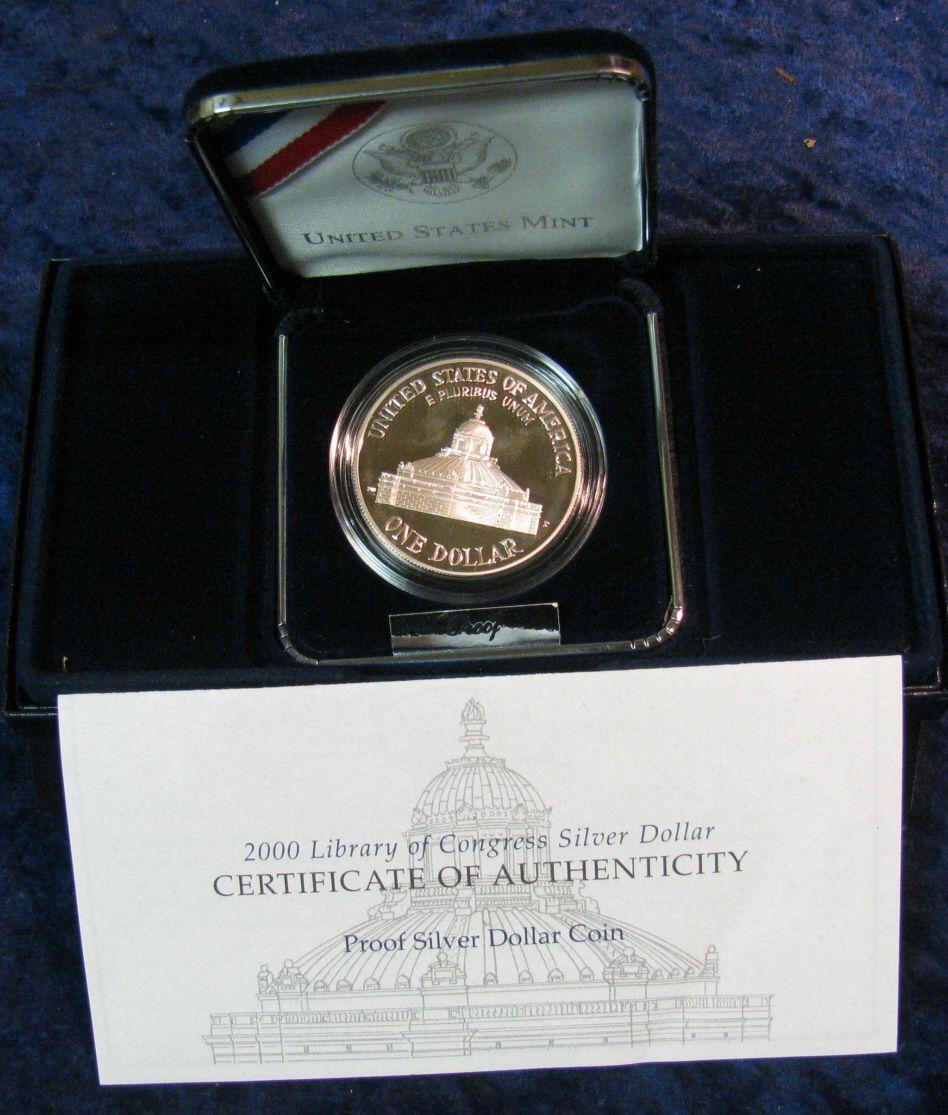 UNITED STATES MINT
UNITED STATES OF AMERICA
E PLURIBUS UNUM
ONE DOLLAR
2000 Library of Congress Silver Dollar
CERTIFICATE OF AUTHENTICITY
Proof Silver Dollar Coin